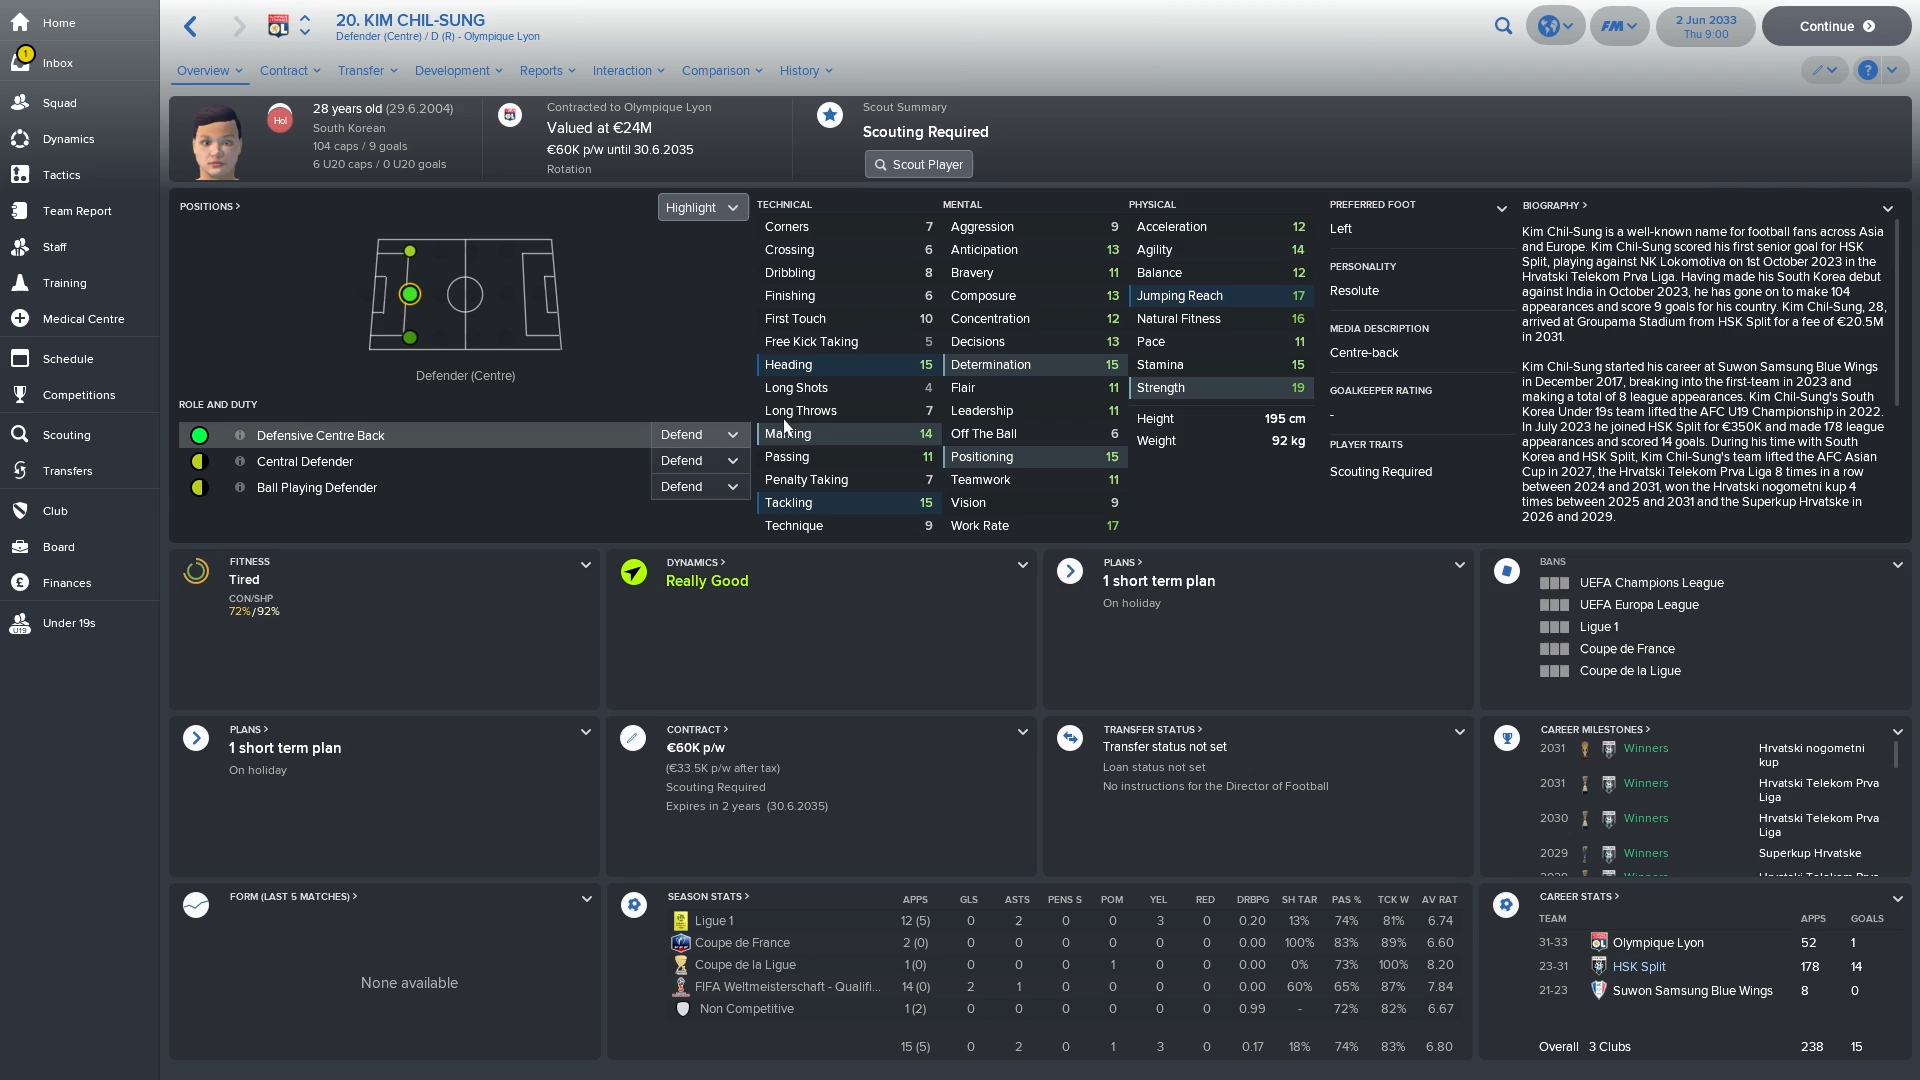 Home
1
Inbox
Squad
Dynamics
Tactics
Team Report
Staff
Training
Medical Centre
Schedule
Competitions
Scouting
Transfers
Club
Board
Finances
U19
Under 19s
20. KIM CHIL-SUNG
Defender (Centre) / D (R) - Olympique Lyon
FM
2 Jun 2033
Thu 9:00
Continue
Overview
Contract
Transfer
Development
Reports
Interaction
Comparison
History
?
Hol
28 years old (29.6.2004)
South Korean
104 caps / 9 goals
6 U20 caps / 0 U20 goals
Contracted to Olympique Lyon
Valued at €24M
€60K p/w until 30.6.2035
Rotation
Scout Summary
Scouting Required
Scout Player
POSITIONS >
Highlight
Defender (Centre)
ROLE AND DUTY
Defensive Centre Back Defend
Central Defender Defend
Ball Playing Defender Defend
TECHNICAL
Corners 7
Crossing 6
Dribbling 8
Finishing 6
First Touch 10
Free Kick Taking 5
Heading 15
Long Shots 4
Long Throws 7
Marking 14
Passing 11
Penalty Taking 7
Tackling 15
Technique 9
MENTAL
Aggression 9
Anticipation 13
Bravery 11
Composure 13
Concentration 12
Decisions 13
Determination 15
Flair 11
Leadership 11
Off The Ball 6
Positioning 15
Teamwork 11
Vision 9
Work Rate 17
PHYSICAL
Acceleration 12
Agility 14
Balance 12
Jumping Reach 17
Natural Fitness 16
Pace 11
Stamina 15
Strength 19
Height 195 cm
Weight 92 kg
PREFERRED FOOT
Left
PERSONALITY
Resolute
MEDIA DESCRIPTION
Centre-back
GOALKEEPER RATING
-
PLAYER TRAITS
Scouting Required
BIOGRAPHY >
Kim Chil-Sung is a well-known name for football fans across Asia
and Europe. Kim Chil-Sung scored his first senior goal for HSK
Split, playing against NK Lokomotiva on 1st October 2023 in the
Hrvatski Telekom Prva Liga. Having made his South Korea debut
against India in October 2023, he has gone on to make 104
appearances and score 9 goals for his country. Kim Chil-Sung, 28,
arrived at Groupama Stadium from HSK Split for a fee of €20.5M
in 2031.
Kim Chil-Sung started his career at Suwon Samsung Blue Wings
in December 2017, breaking into the first-team in 2023 and
making a total of 8 league appearances. Kim Chil-Sung's South
Korea Under 19s team lifted the AFC U19 Championship in 2022.
In July 2023 he joined HSK Split for €350K and made 178 league
appearances and scored 14 goals. During his time with South
Korea and HSK Split, Kim Chil-Sung's team lifted the AFC Asian
Cup in 2027, the Hrvatski Telekom Prva Liga 8 times in a row
between 2024 and 2031, won the Hrvatski nogometni kup 4
times between 2025 and 2031 and the Superkup Hrvatske in
2026 and 2029.
FITNESS
Tired
CON/SHP
72%/92%
DYNAMICS >
Really Good
PLANS >
1 short term plan
On holiday
BANS
UEFA Champions League
UEFA Europa League
Ligue 1
Coupe de France
Coupe de la Ligue
PLANS >
1 short term plan
On holiday
CONTRACT >
€60K p/w
(€33.5K p/w after tax)
Scouting Required
Expires in 2 years (30.6.2035)
TRANSFER STATUS >
Transfer status not set
Loan status not set
No instructions for the Director of Football
CAREER MILESTONES >
2031 Winners Hrvatski nogometni
kup
2031 Winners Hrvatski Telekom Prva
Liga
2030 Winners Hrvatski Telekom Prva
Liga
2029 Winners Superkup Hrvatske
FORM (LAST 5 MATCHES) >
None available
SEASON STATS > APPS GLS ASTS PENS S POM YEL RED DRBPG SH TAR PAS % TCK W AV RAT
Ligue 1 12 (5) 0 2 0 0 3 0 0.20 13% 74% 81% 6.74
Coupe de France 2 (0) 0 0 0 0 0 0 0.00 100% 83% 89% 6.60
Coupe de la Ligue 1 (0) 0 0 0 1 0 0 0.00 0% 73% 100% 8.20
FIFA Weltmeisterschaft - Qualifi... 14 (0) 2 1 0 0 0 0 0.00 60% 65% 87% 7.84
Non Competitive 1 (2) 0 0 0 0 0 0 0.99 - 72% 82% 6.67
15 (5) 0 2 0 1 3 0 0.17 18% 74% 83% 6.80
CAREER STATS >
TEAM APPS GOALS
31-33 Olympique Lyon 52 1
23-31 HSK Split 178 14
21-23 Suwon Samsung Blue Wings 8 0
Overall 3 Clubs 238 15